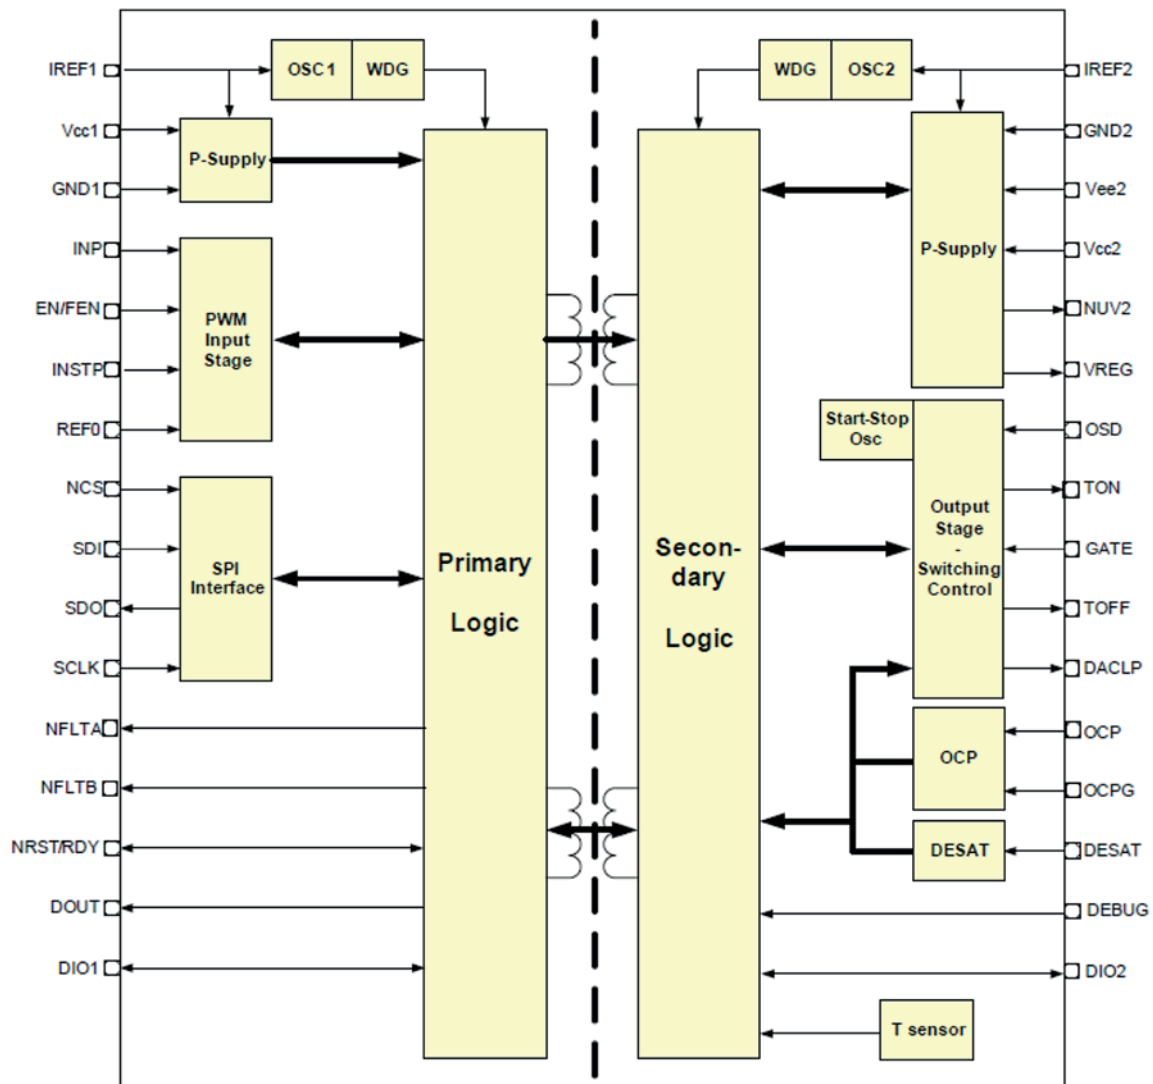 IREF1
OSC1
WDG
WDG
OSC2
IREF2
Vcc1
P-Supply
GND1
GND2
Vee2
P-Supply
Vcc2
NUV2
VREG
INP
EN/FEN
PWM
Input
Stage
INSTP
REF0
NCS
SDI
SPI
Interface
SDO
SCLK
Primary
Logic
Secon-
dary
Logic
Start-Stop
Osc
OSD
TON
Output
Stage
-
Switching
Control
GATE
TOFF
DACLP
NFLTA
NFLTB
NRST/RDY
DOUT
DIO1
OCP
OCP
OCPG
DESAT
DESAT
DEBUG
DIO2
T sensor